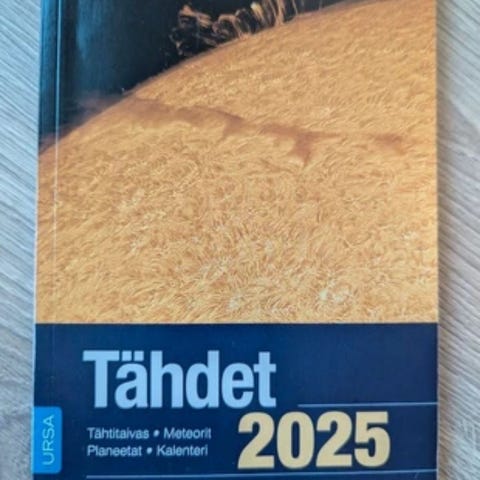 Tähdet
2025
Tähtitaivas • Meteorit
Planeetat • Kalenteri
URSA